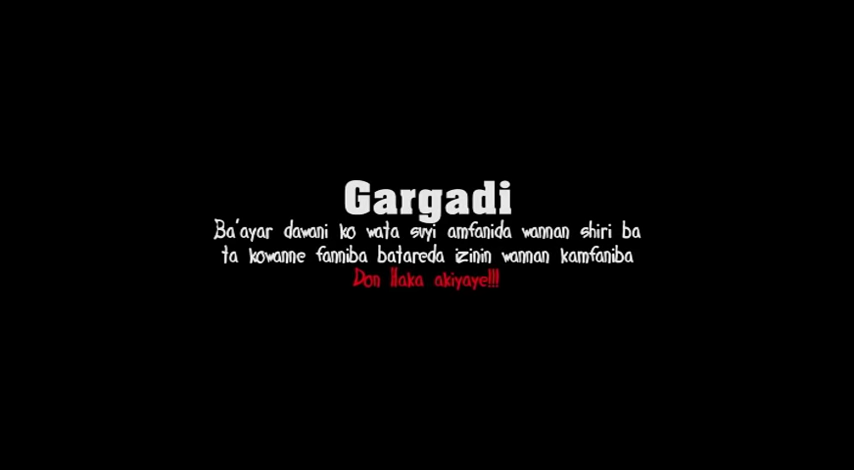 Gargadi
Ba'ayar dawani ko wata suyi amfanida wannan shiri ba
ta kowanne fanniba batareda izinin wannan kamfaniba
Don Haka akiyaye!!!